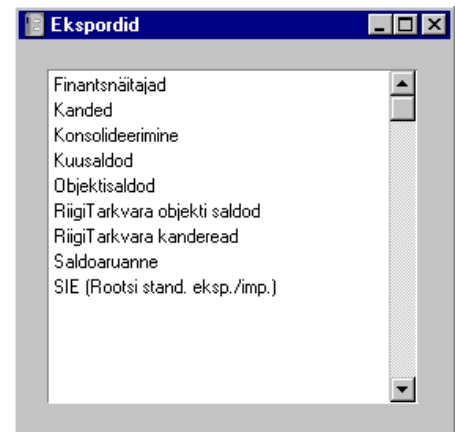 Ekspordid
Finantsnäitajad
Kanded
Konsolideerimine
Kuusaldod
Objektisaldod
RiigiTarkvara objekti saldod
RiigiTarkvara kanderead
Saldoaruanne
SIE (Rootsi stand. eksp./imp.)